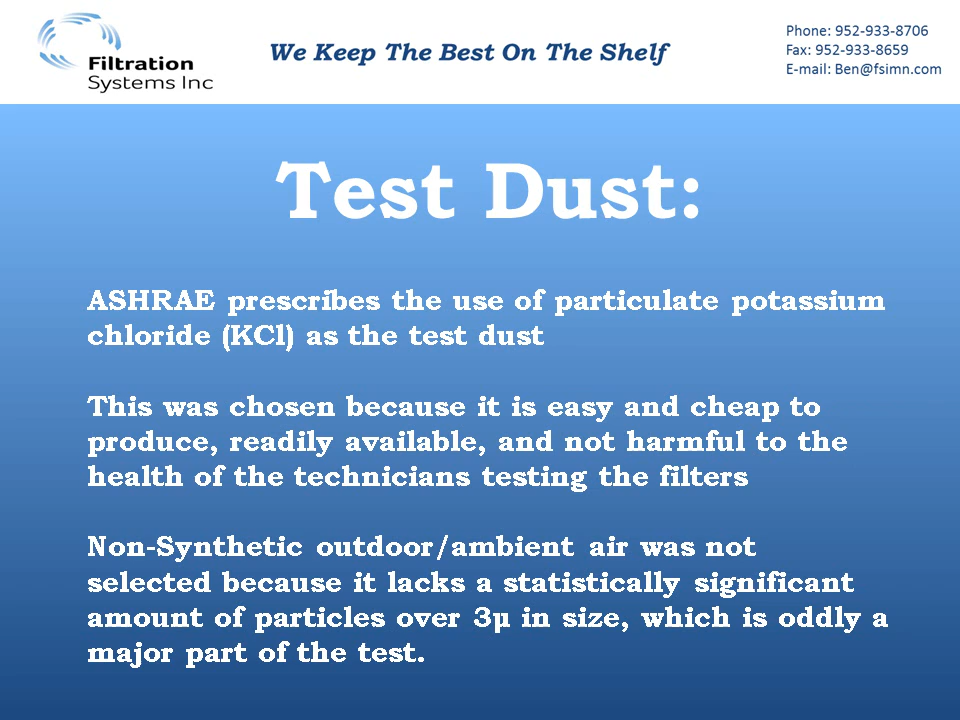 Filtration
Systems Inc
We Keep The Best On The Shelf
Phone: 952-933-8706
Fax: 952-933-8659
E-mail: Ben@fsimn.com
Test Dust:
ASHRAE prescribes the use of particulate potassium
chloride (KCl) as the test dust
This was chosen because it is easy and cheap to
produce, readily available, and not harmful to the
health of the technicians testing the filters
Non-Synthetic outdoor/ambient air was not
selected because it lacks a statistically significant
amount of particles over 3µ in size, which is oddly a
major part of the test.